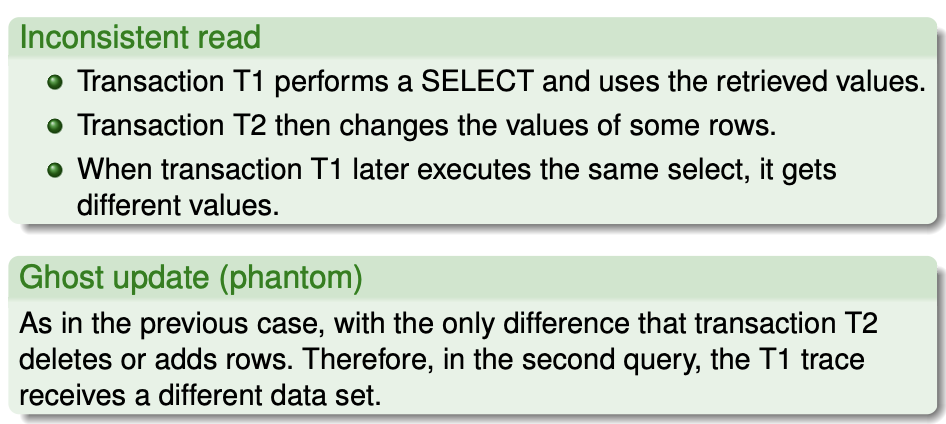 Inconsistent read
Transaction T1 performs a SELECT and uses the retrieved values.
Transaction T2 then changes the values of some rows.
When transaction T1 later executes the same select, it gets
different values.
Ghost update (phantom)
As in the previous case, with the only difference that transaction T2
deletes or adds rows. Therefore, in the second query, the T1 trace
receives a different data set.